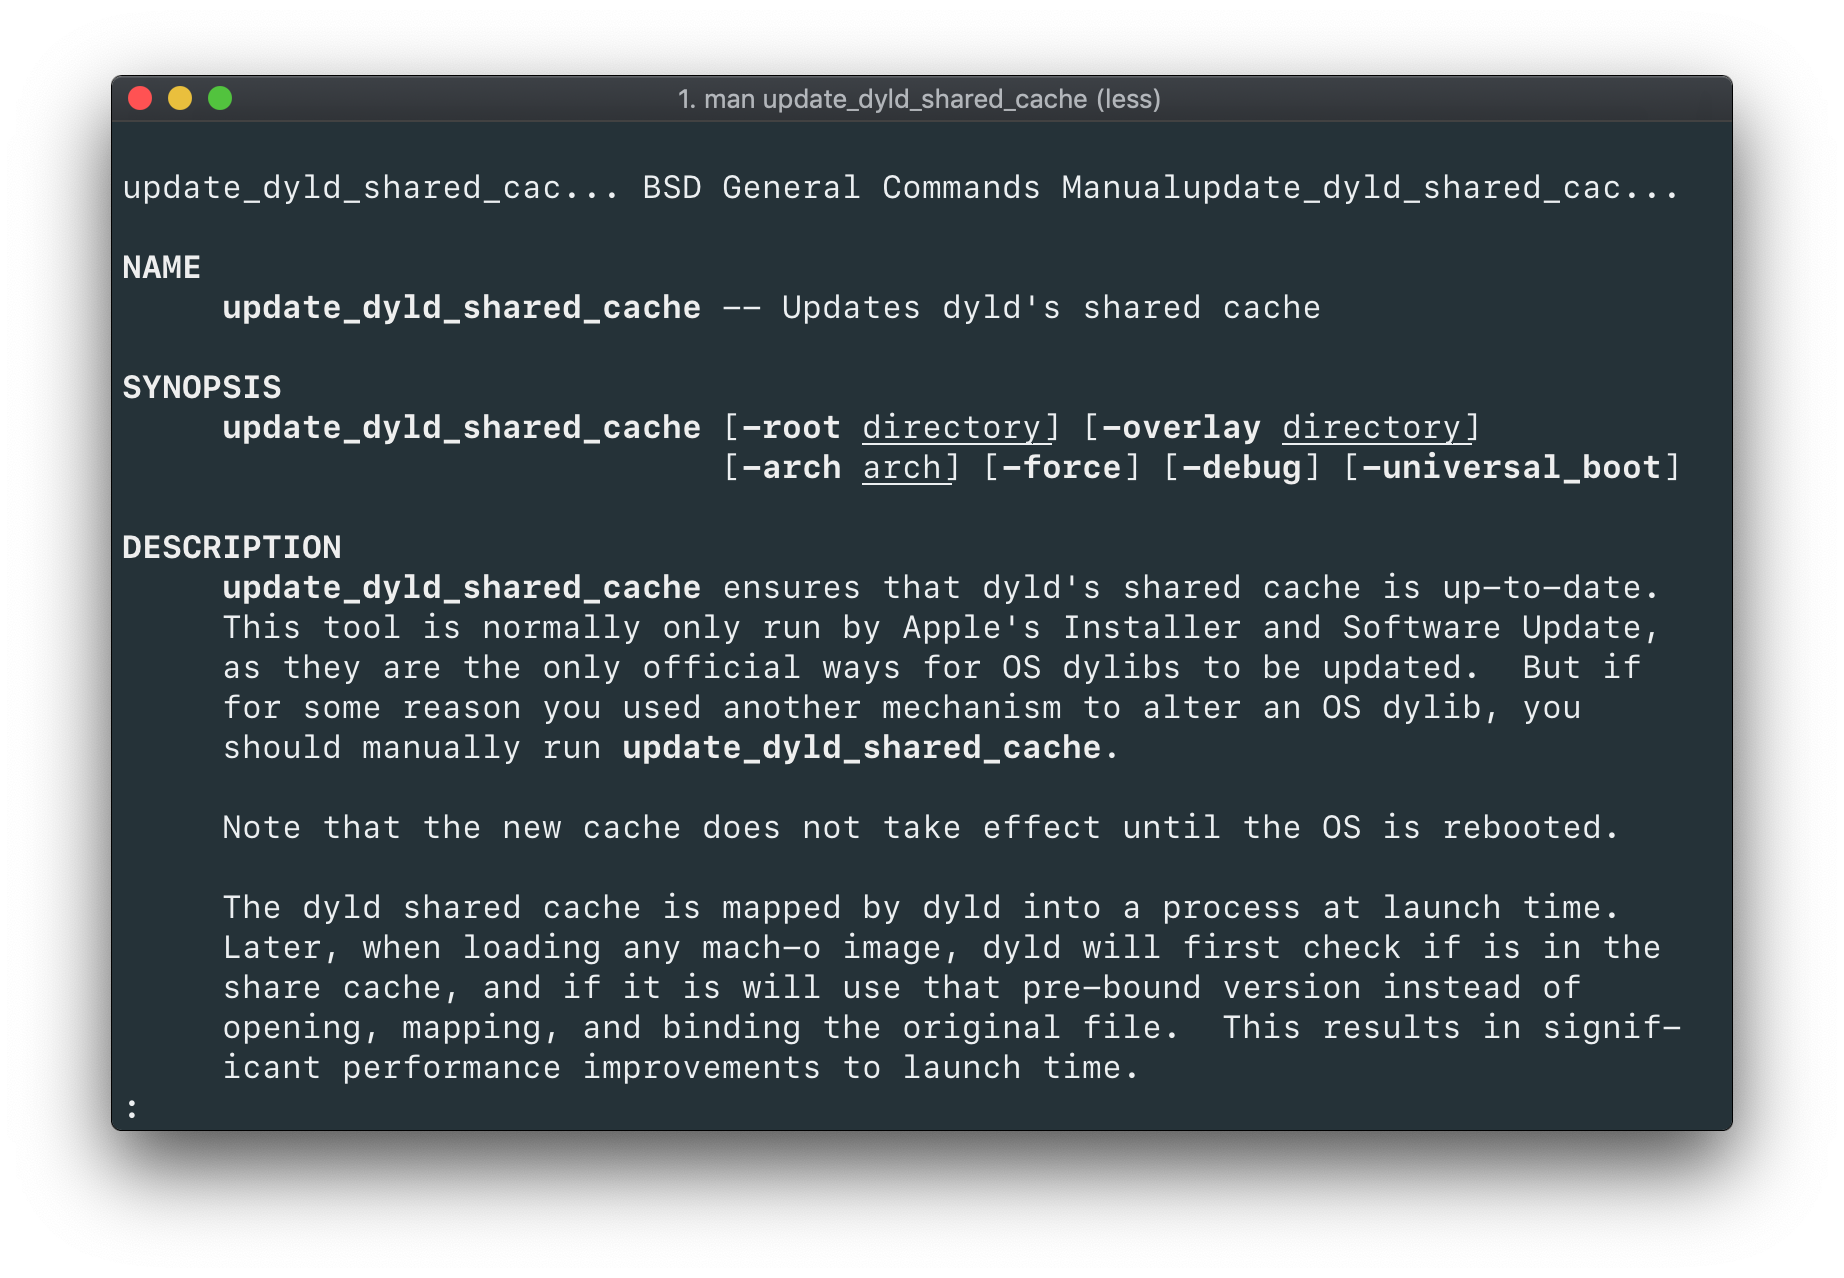 1. man update_dyld_shared_cache (less)
update_dyld_shared_cac... BSD General Commands Manualupdate_dyld_shared_cac...
NAME
update_dyld_shared_cache -- Updates dyld's shared cache
SYNOPSIS
update_dyld_shared_cache [-root directory] [-overlay directory]
[-arch arch] [-force] [-debug] [-universal_boot]
DESCRIPTION
update_dyld_shared_cache ensures that dyld's shared cache is up-to-date.
This tool is normally only run by Apple's Installer and Software Update,
as they are the only official ways for OS dylibs to be updated.  But if
for some reason you used another mechanism to alter an OS dylib, you
should manually run update_dyld_shared_cache.
Note that the new cache does not take effect until the OS is rebooted.
The dyld shared cache is mapped by dyld into a process at launch time.
Later, when loading any mach-o image, dyld will first check if is in the
share cache, and if it is will use that pre-bound version instead of
opening, mapping, and binding the original file.  This results in signif-
icant performance improvements to launch time.
: